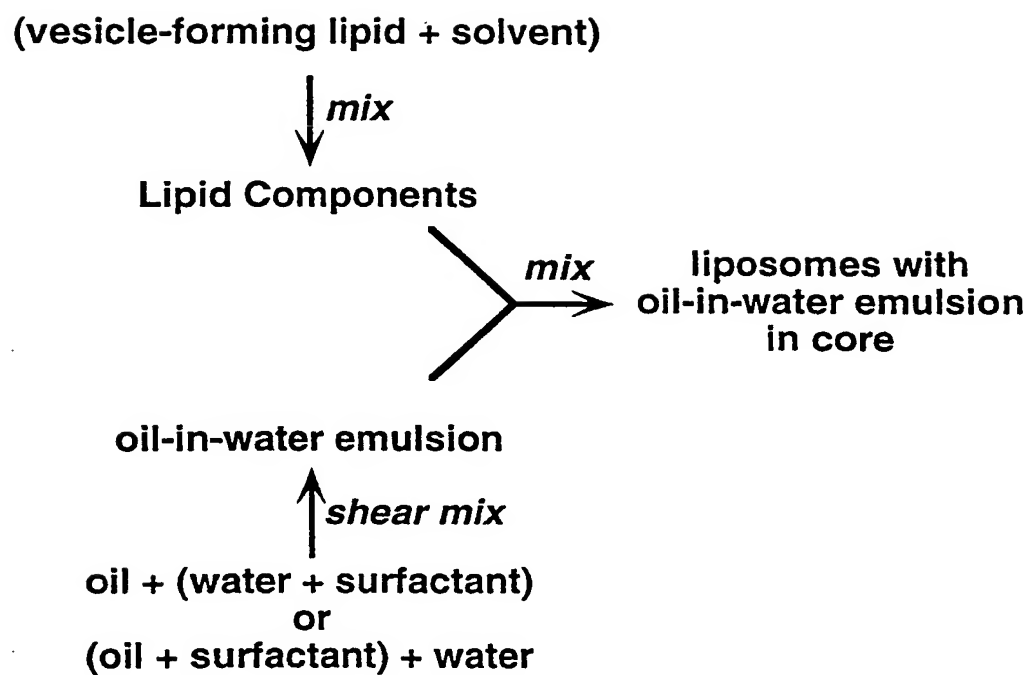 (vesicle-forming lipid + solvent)
mix
Lipid Components
mix
liposomes with
oil-in-water emulsion
in core
oil-in-water emulsion
shear mix
oil + (water + surfactant)
or
(oil + surfactant) + water